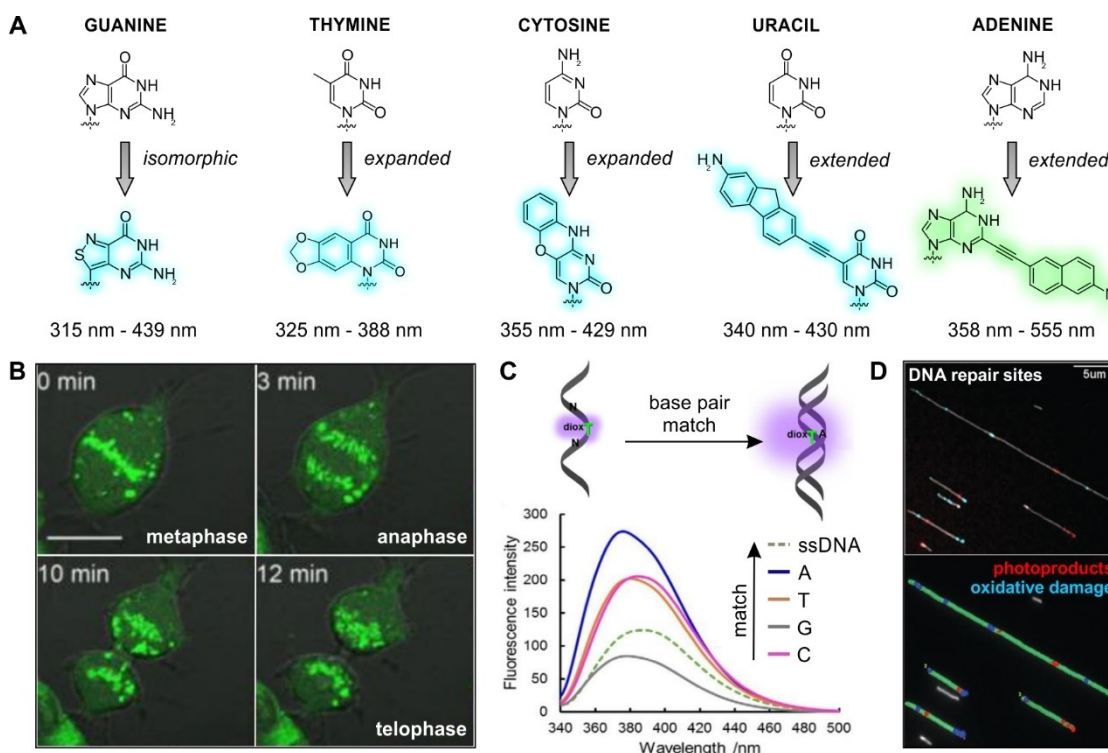 A
GUANINE
THYMINE
CYTOSINE
URACIL
ADENINE
isomorphic
expanded
expanded
extended
extended
315 nm - 439 nm
325 nm - 388 nm
355 nm - 429 nm
340 nm - 430 nm
358 nm - 555 nm
B
0 min
metaphase
3 min
anaphase
10 min
12 min
telophase
C
N
dioxT
N
base pair
match
dioxT A
Fluorescence intensity
300
250
200
150
100
50
0
340 360 380 400 420 440 460 480 500
Wavelength /nm
match
ssDNA
A
T
G
C
D
DNA repair sites
5um
photoproducts
oxidative damage